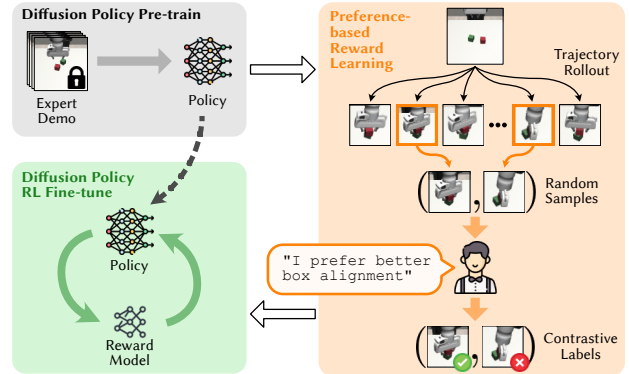 Diffusion Policy Pre-train
Expert
Demo
Policy
Preference-
based
Reward
Learning
Trajectory
Rollout
Random
Samples
"I prefer better
box alignment"
Contrastive
Labels
Diffusion Policy
RL Fine-tune
Policy
Reward
Model